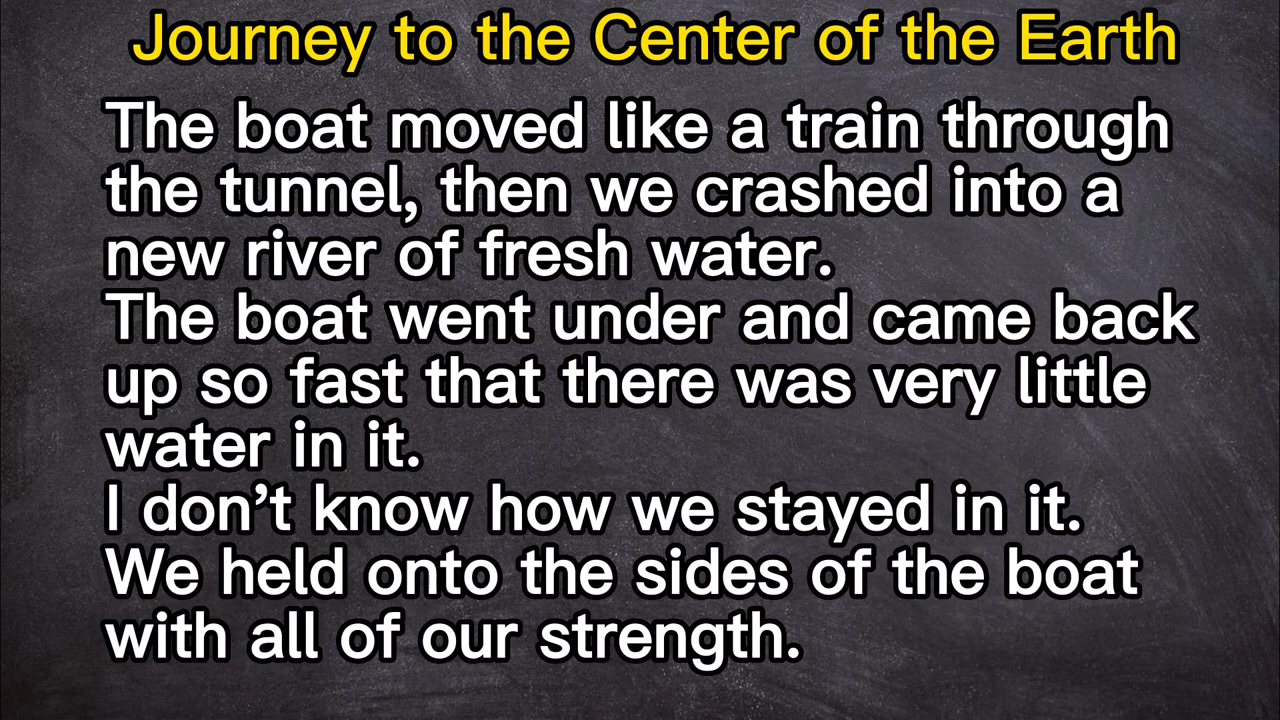 Journey to the Center of the Earth
The boat moved like a train through
the tunnel, then we crashed into a
new river of fresh water.
The boat went under and came back
up so fast that there was very little
water in it.
I don’t know how we stayed in it.
We held onto the sides of the boat
with all of our strength.